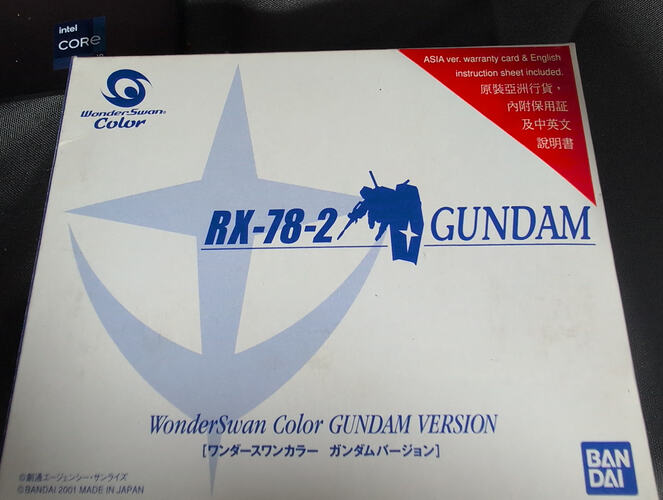 intel
CORE
WonderSwan®
Color
ASIA ver. warranty card & English
instruction sheet included.
原裝亞洲行貨，
內附保用証
及中英文
說明書
RX-78-2 GUNDAM
WonderSwan Color GUNDAM VERSION
[ワンダースワンカラー ガンダムバージョン]
©創通エージェンシー・サンライズ
©BANDAI 2001 MADE IN JAPAN
BAN
DAI